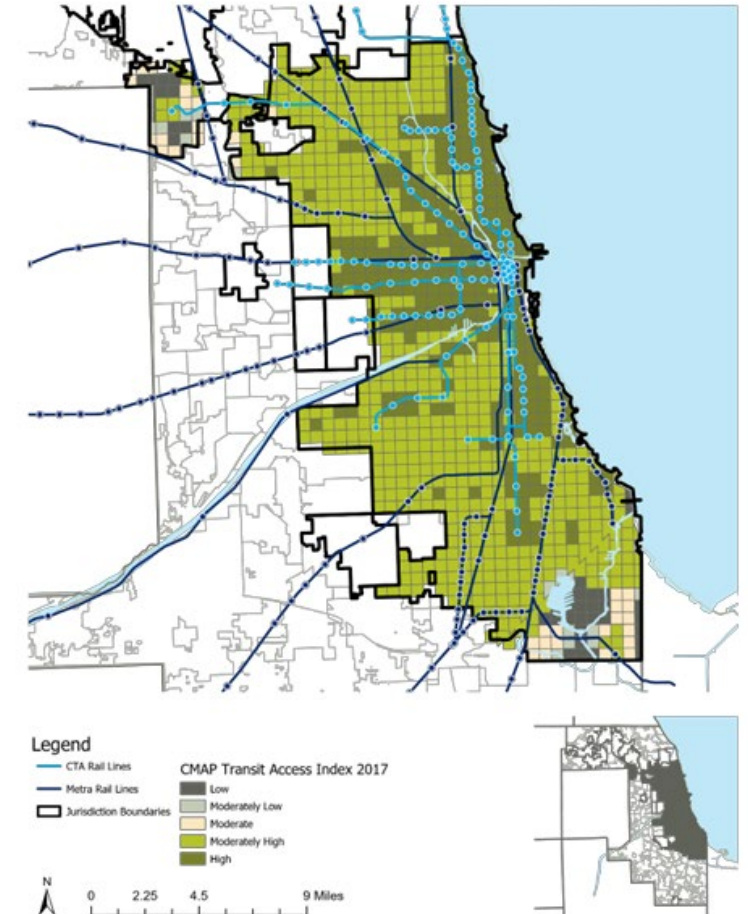 Legend
CTA Rail Lines
Metra Rail Lines
Jurisdiction Boundaries
CMAP Transit Access Index 2017
Low
Moderately Low
Moderate
Moderately High
High
N
0 2.25 4.5 9 Miles